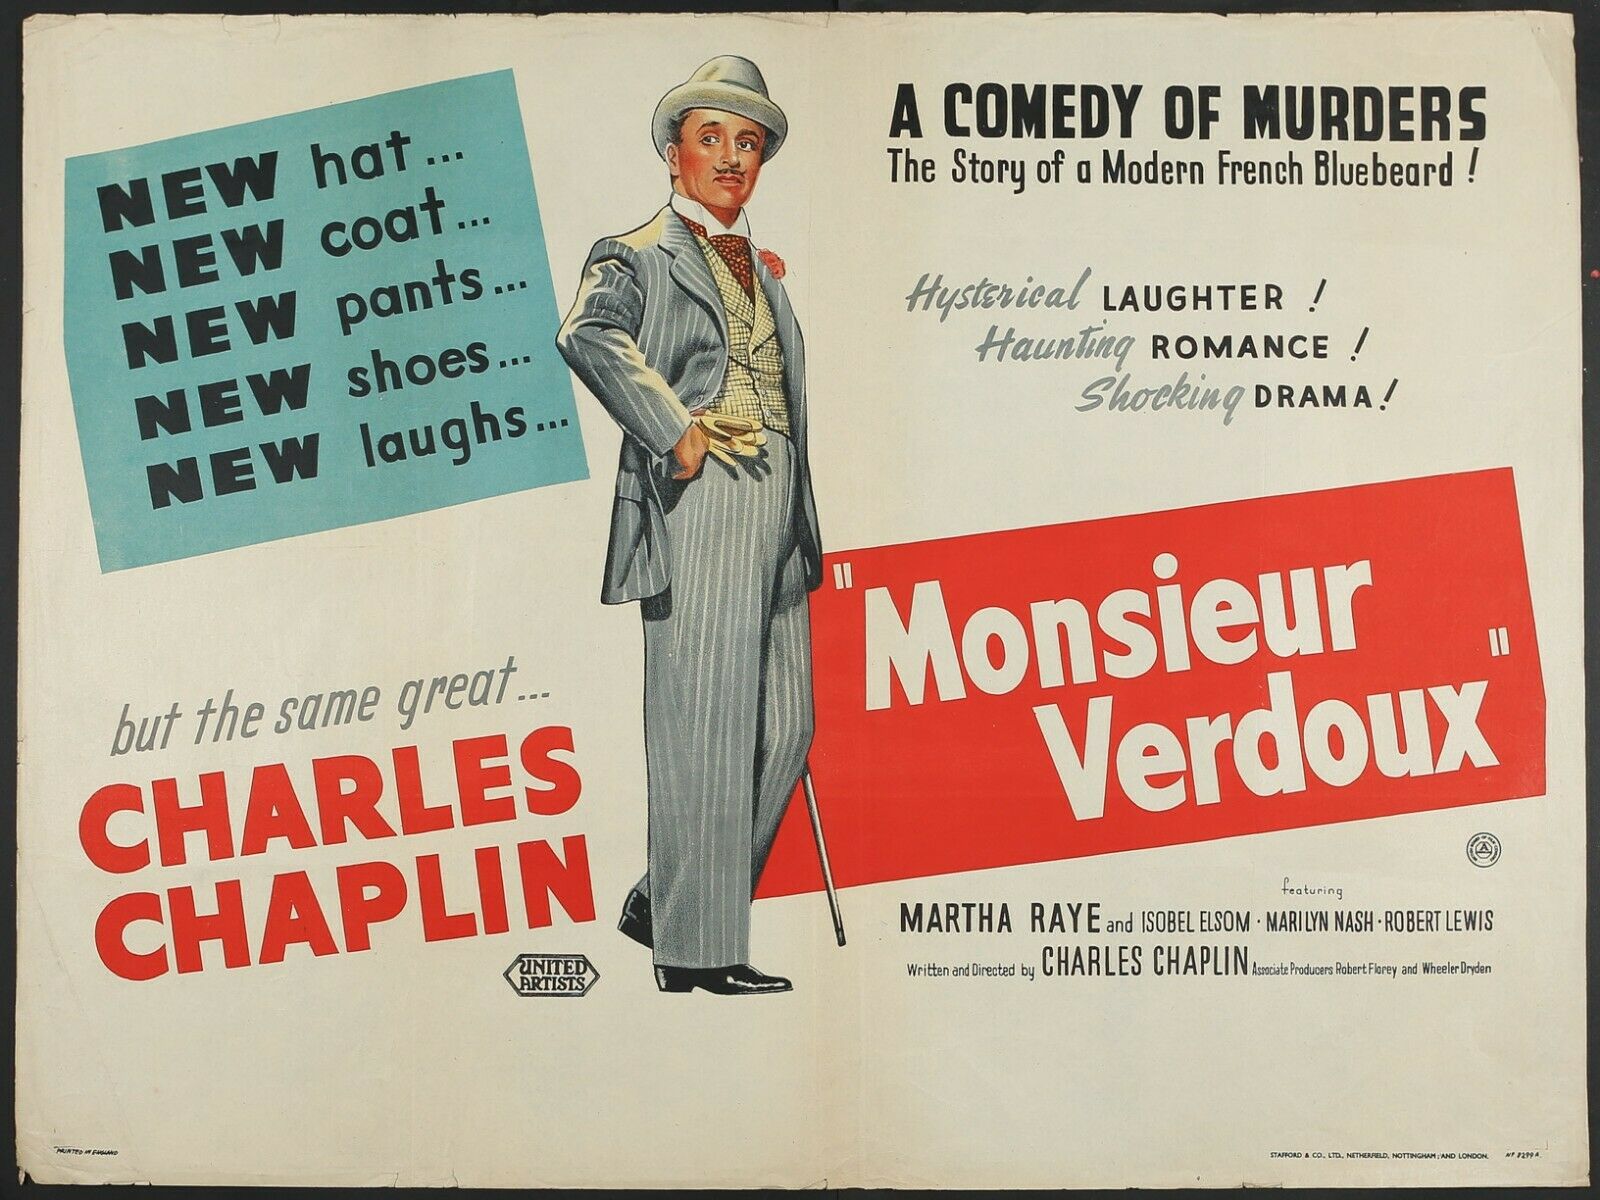 NEW hat...
NEW coat...
NEW pants...
NEW shoes...
NEW laughs...
but the same great...
CHARLES
CHAPLIN
UNITED
ARTISTS
A COMEDY OF MURDERS
The Story of a Modern French Bluebeard!
Hysterical LAUGHTER!
Haunting ROMANCE!
Shocking DRAMA!
"Monsieur
Verdoux"
featuring
MARTHA RAYE and ISOBEL ELSOM · MARILYN NASH · ROBERT LEWIS
Written and Directed by CHARLES CHAPLIN Associate Producers Robert Florey and Wheeler Dryden
PRINTED IN ENGLAND
STAFFORD & CO., LTD., NETHERFIELD, NOTTINGHAM; AND LONDON. Nº 8299A.